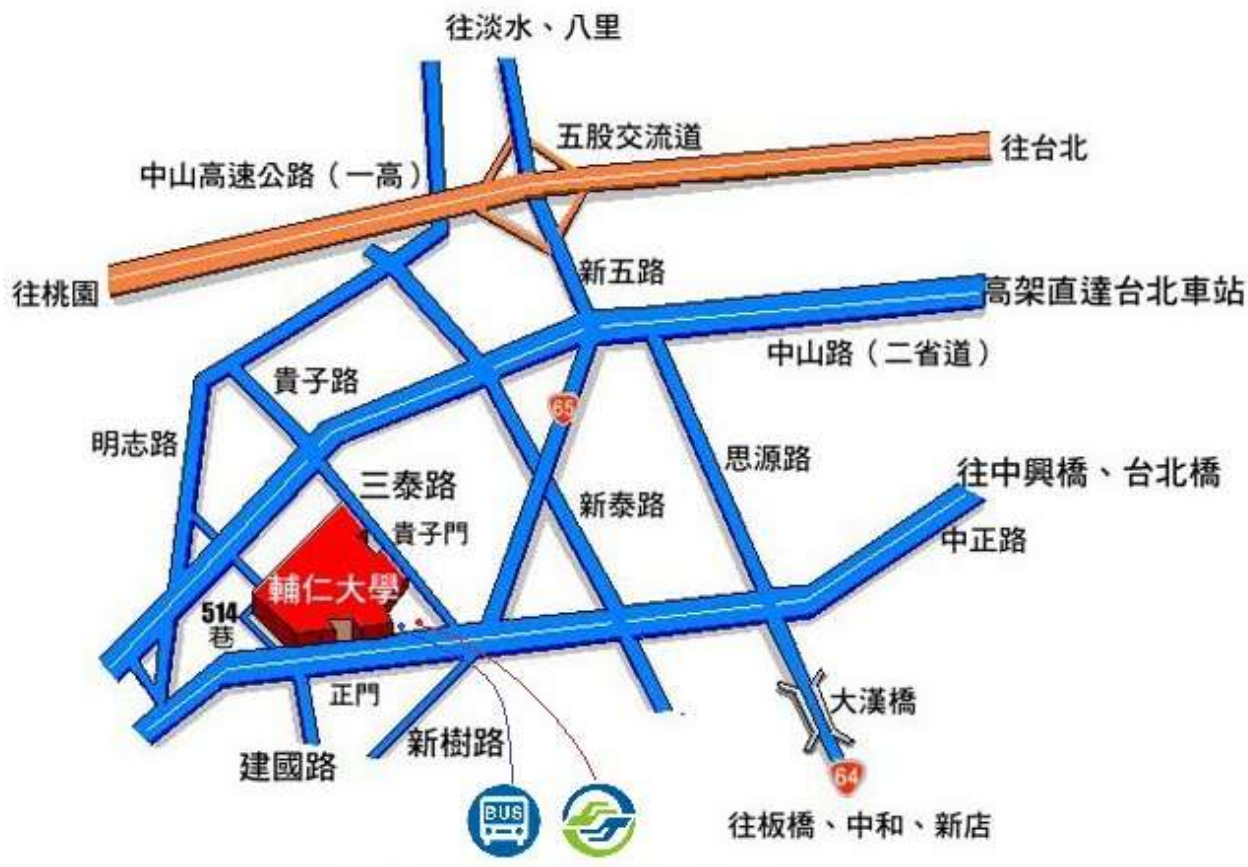 往淡水、八里
五股交流道
往台北
中山高速公路（一高）
往桃園
新五路
高架直達台北車站
中山路（二省道）
貴子路
65
明志路
思源路
往中興橋、台北橋
三泰路
新泰路
貴子門
中正路
輔仁大學
514
巷
正門
大漢橋
新樹路
建國路
64
BUS
往板橋、中和、新店